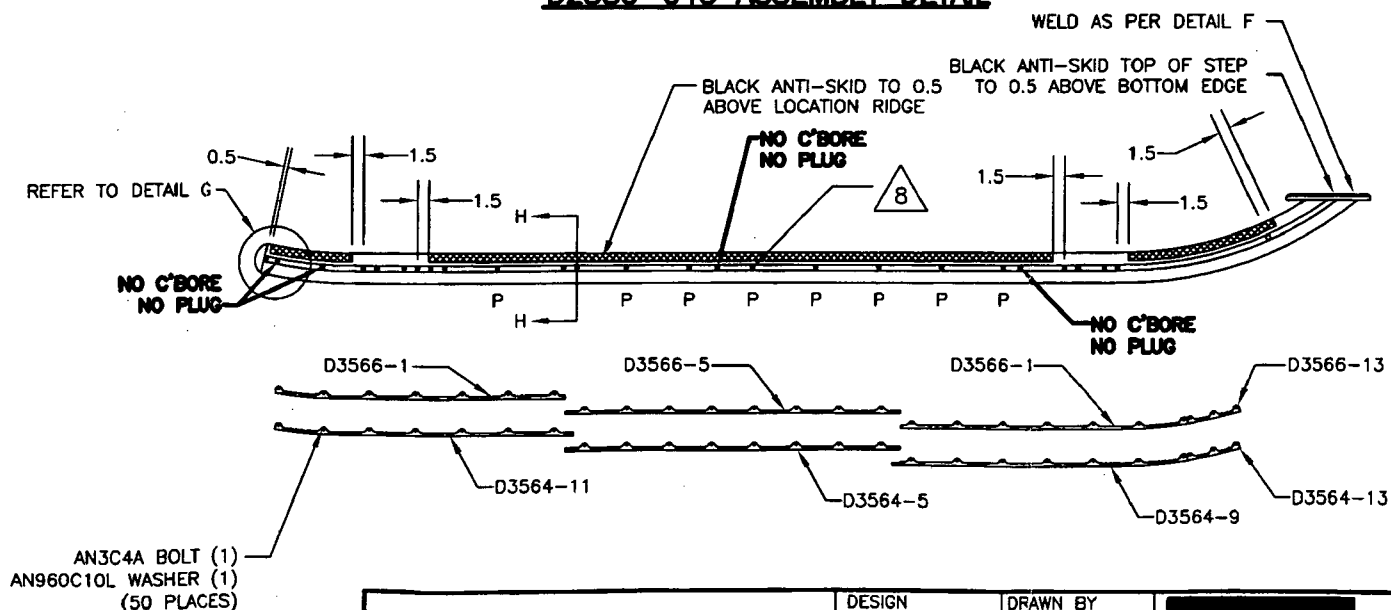 WELD AS PER DETAIL F
BLACK ANTI-SKID TOP OF STEP
TO 0.5 ABOVE BOTTOM EDGE
BLACK ANTI-SKID TO 0.5
ABOVE LOCATION RIDGE
NO C'BORE
NO PLUG
8
0.5
1.5
1.5
1.5
1.5
1.5
REFER TO DETAIL G
H
H
NO C'BORE
NO PLUG
P P P P P P P P
NO C'BORE
NO PLUG
D3566-1
D3566-5
D3566-1
D3566-13
D3564-11
D3564-5
D3564-9
D3564-13
AN3C4A BOLT (1)
AN960C10L WASHER (1)
(50 PLACES)
DESIGN
DRAWN BY